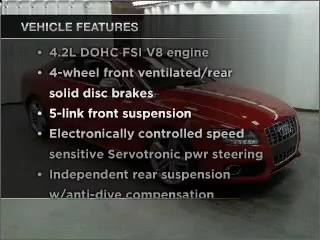 VEHICLE FEATURES
• 4.2L DOHC FSI V8 engine
• 4-wheel front ventilated/rear
solid disc brakes
• 5-link front suspension
• Electronically controlled speed
sensitive Servotronic pwr steering
• Independent rear suspension
w/anti-dive compensation